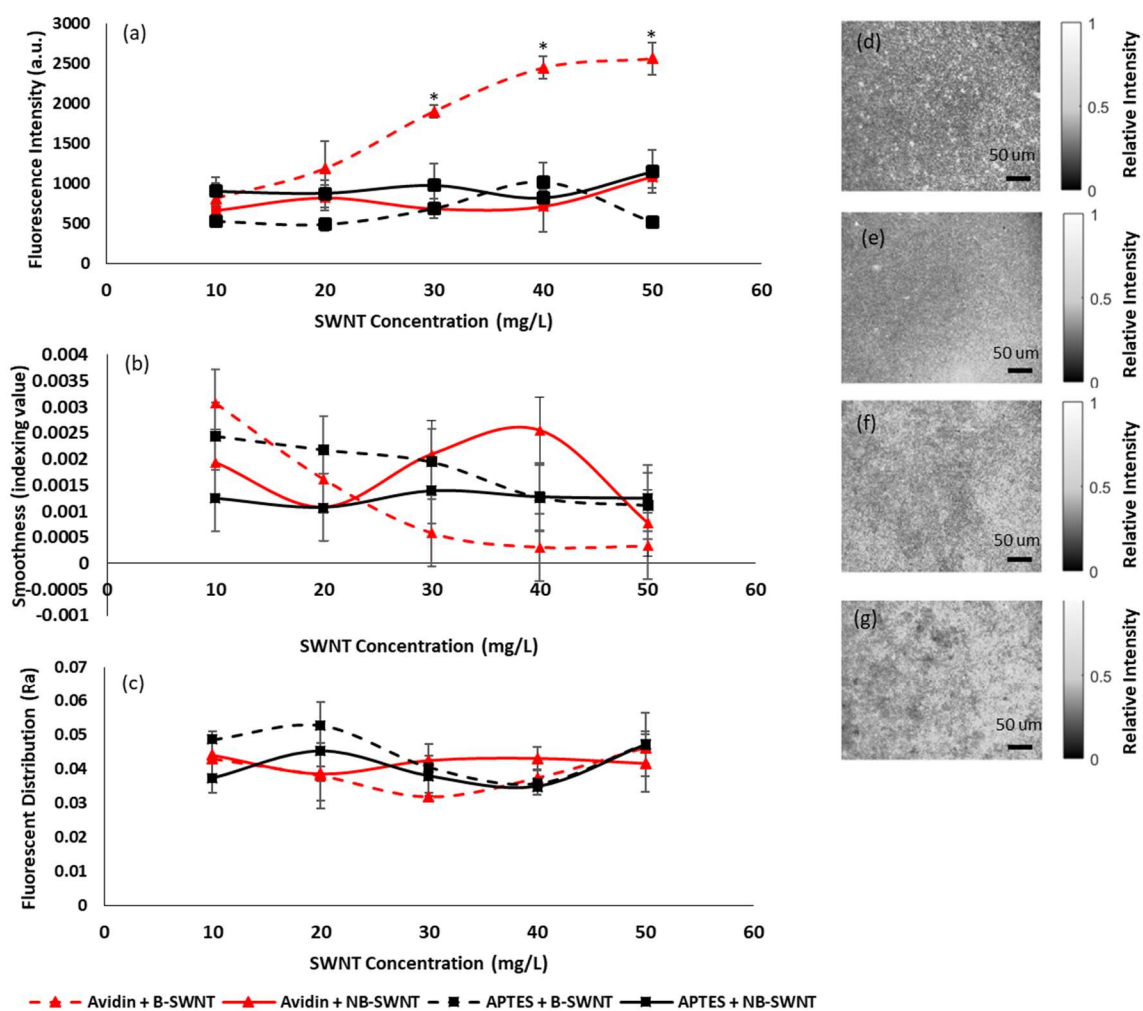 (a)
Fluorescence Intensity (a.u.)
3000
2500
2000
1500
1000
500
0
*
*
*
0 10 20 30 40 50 60
SWNT Concentration (mg/L)
(b)
Smoothness (indexing value)
0.004
0.0035
0.003
0.0025
0.002
0.0015
0.001
0.0005
0
-0.0005
-0.001
0 10 20 30 40 50 60
SWNT Concentration (mg/L)
(c)
Fluorescent Distribution (Ra)
0.07
0.06
0.05
0.04
0.03
0.02
0.01
0
0 10 20 30 40 50 60
SWNT Concentration (mg/L)
Avidin + B-SWNT Avidin + NB-SWNT APTES + B-SWNT APTES + NB-SWNT
(d)
50 um
1
0.5
0
Relative Intensity
(e)
50 um
1
0.5
0
Relative Intensity
(f)
50 um
1
0.5
0
Relative Intensity
(g)
50 um
0.5
0
Relative Intensity